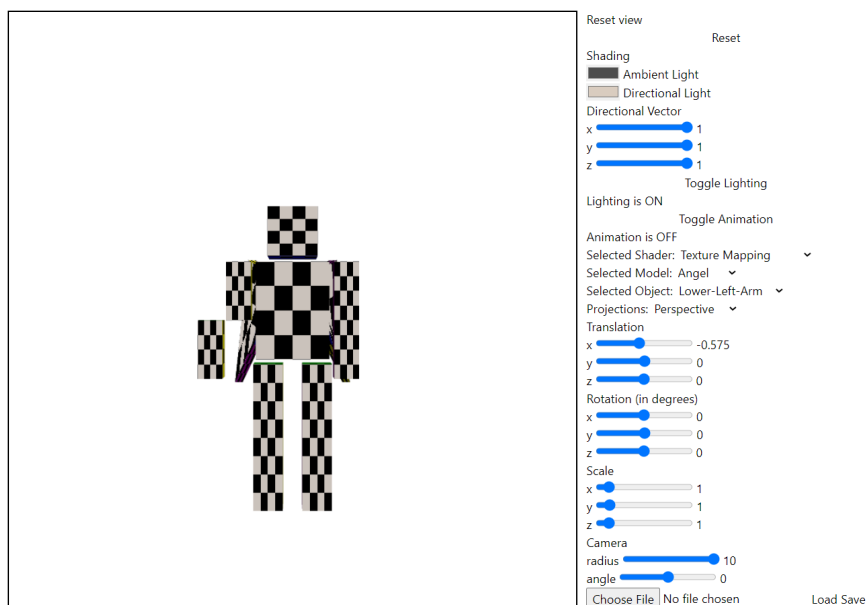 Reset view
Reset
Shading
Ambient Light
Directional Light
Directional Vector
x 1
y 1
z 1
Toggle Lighting
Lighting is ON
Toggle Animation
Animation is OFF
Selected Shader: Texture Mapping
Selected Model: Angel
Selected Object: Lower-Left-Arm
Projections: Perspective
Translation
x -0.575
y 0
z 0
Rotation (in degrees)
x 0
y 0
z 0
Scale
x 1
y 1
z 1
Camera
radius 10
angle 0
Choose File No file chosen Load Save